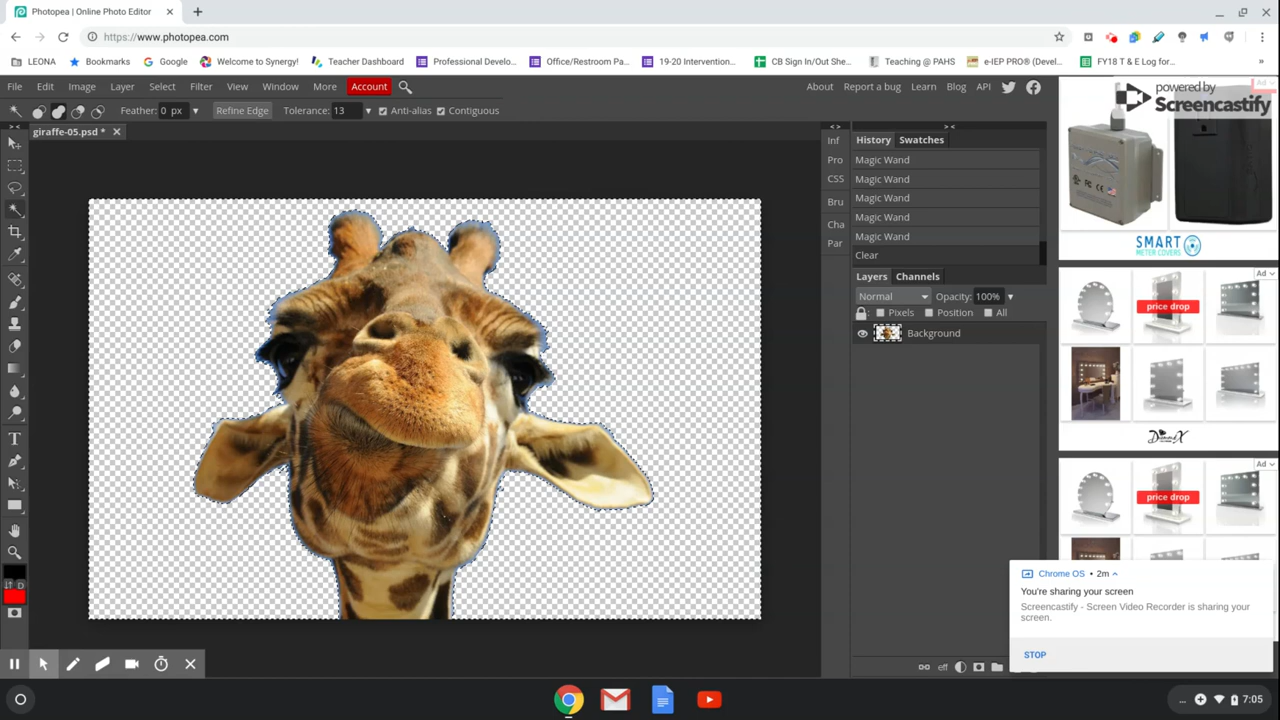 Photopea | Online Photo Editor
https://www.photopea.com
LEONA Bookmarks Google Welcome to Synergy! Teacher Dashboard Professional Develo... Office/Restroom Pa... 19-20 Intervention... CB Sign In/Out She... Teaching @ PAHS e-IEP PRO® (Devel... FY18 T & E Log for... »
File Edit Image Layer Select Filter View Window More Account About Report a bug Learn Blog API
Feather: 0 px Refine Edge Tolerance: 13 Anti-alias Contiguous
giraffe-05.psd *
Inf
Pro
CSS
Bru
Cha
Par
History Swatches
Magic Wand
Magic Wand
Magic Wand
Magic Wand
Magic Wand
Clear
Layers Channels
Normal Opacity: 100%
Pixels Position All
Background
eff
D
powered by
Screencastify
Ad
SMART
METER COVERS
Ad
price drop
Ad
price drop
Chrome OS • 2m
You're sharing your screen
Screencastify - Screen Video Recorder is sharing your
screen.
STOP
... 7:05